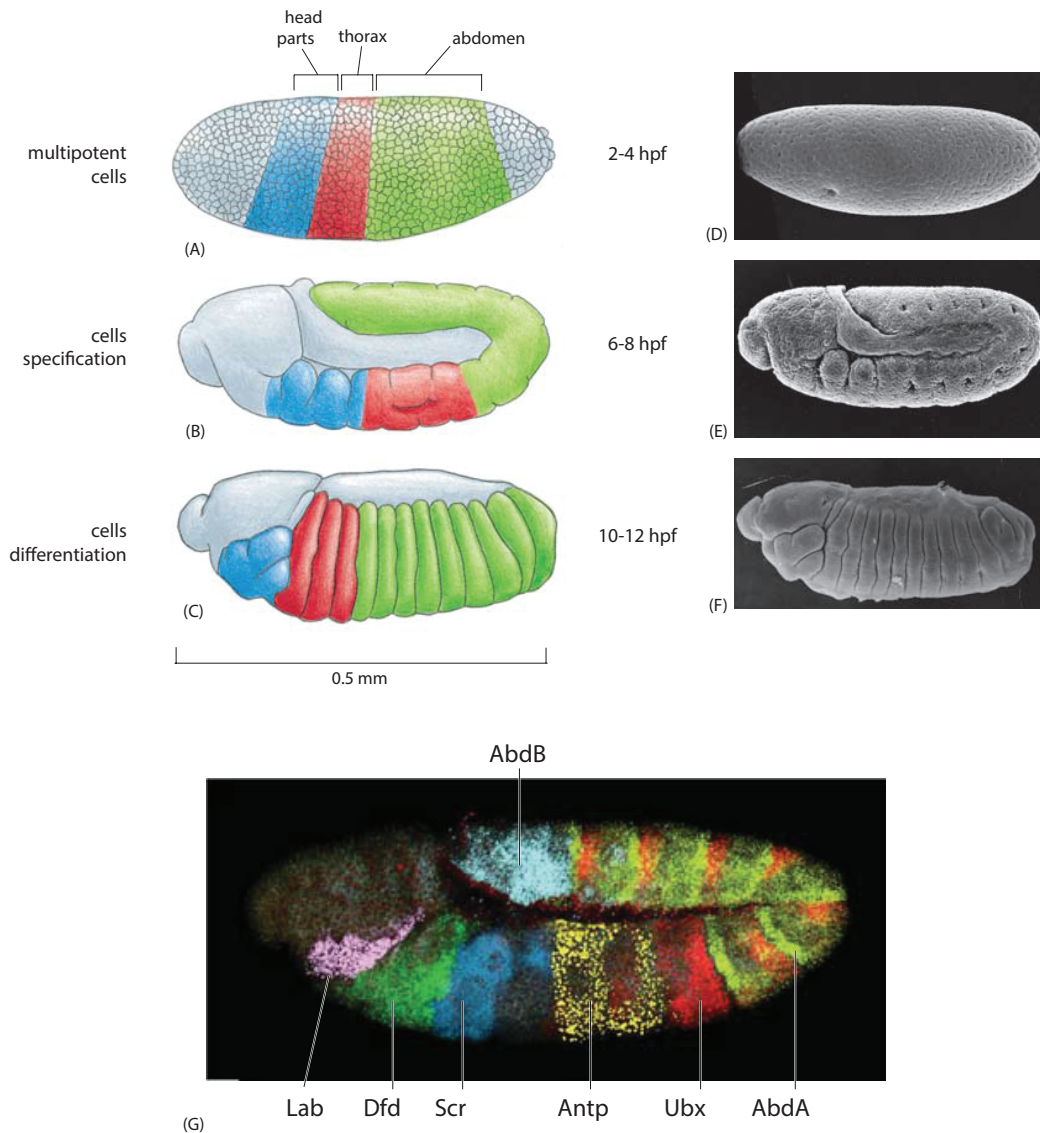 head
parts
thorax
abdomen
multipotent
cells
2-4 hpf
(A)
(D)
cells
specification
6-8 hpf
(B)
(E)
cells
differentiation
10-12 hpf
(C)
(F)
0.5 mm
AbdB
Lab
Dfd
Scr
Antp
Ubx
AbdA
(G)